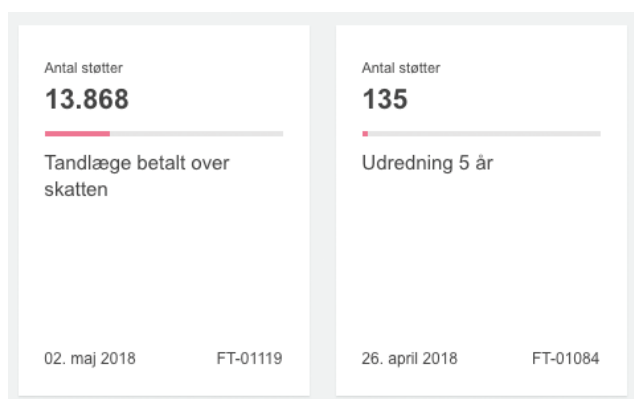 Antal støtter
13.868
Tandlæge betalt over
skatten
02. maj 2018 FT-01119
Antal støtter
135
Udredning 5 år
26. april 2018 FT-01084